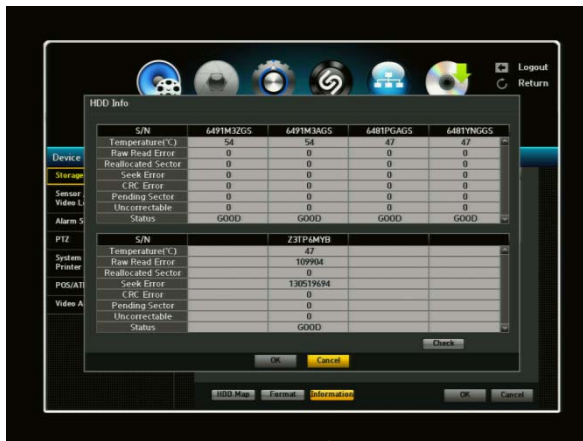 Logout
Return
HDD Info
S/N 6491M3ZGS 6491M3AGS 6481PGAGS 6481YNGGS
Temperature(℃) 54 54 47 47
Raw Read Error 0 0 0 0
Reallocated Sector 0 0 0 0
Seek Error 0 0 0 0
CRC Error 0 0 0 0
Pending Sector 0 0 0 0
Uncorrectable 0 0 0 0
Status GOOD GOOD GOOD GOOD
S/N Z3TP6MYB
Temperature(℃) 47
Raw Read Error 109904
Reallocated Sector 0
Seek Error 130519694
CRC Error 0
Pending Sector 0
Uncorrectable 0
Status GOOD
Check
OK Cancel
Device
Storage
Sensor
Video
Alarm
PTZ
System
Printer
Video
HDD Map Format Information OK Cancel